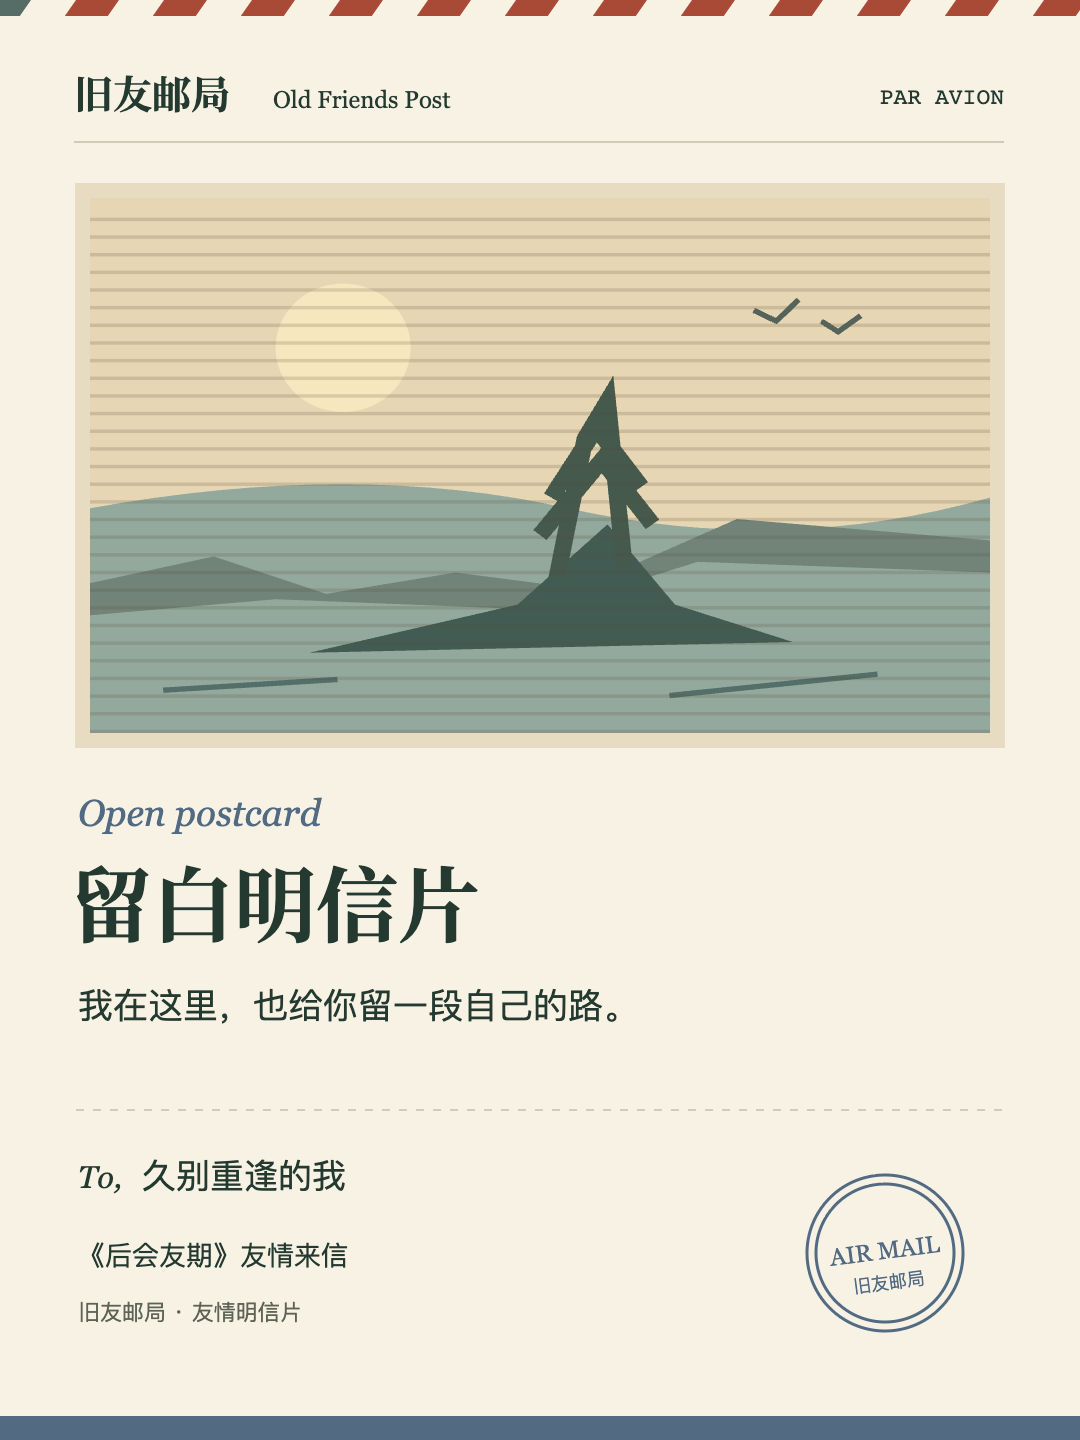 旧友邮局 Old Friends Post PAR AVION
Open postcard
留白明信片
我在这里，也给你留一段自己的路。
To, 久别重逢的我
《后会友期》友情来信
旧友邮局 · 友情明信片
AIR MAIL
旧友邮局